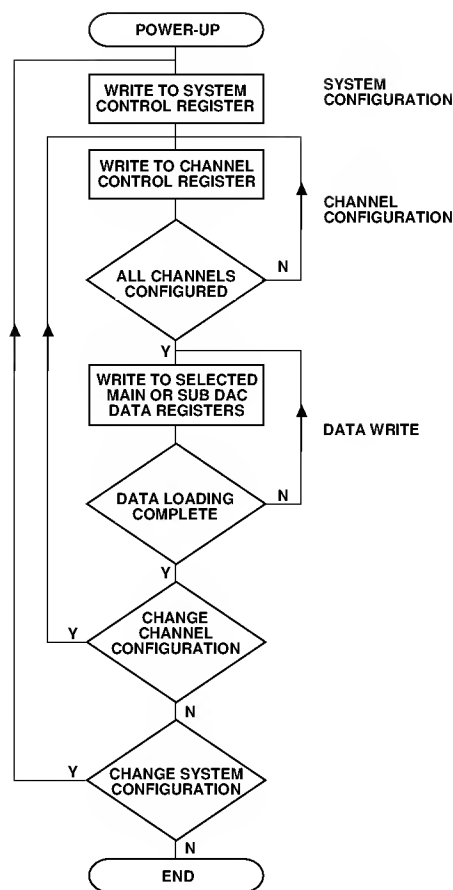 POWER-UP
WRITE TO SYSTEM
CONTROL REGISTER
SYSTEM
CONFIGURATION
WRITE TO CHANNEL
CONTROL REGISTER
CHANNEL
CONFIGURATION
ALL CHANNELS
CONFIGURED
N
Y
WRITE TO SELECTED
MAIN OR SUB DAC
DATA REGISTERS
DATA WRITE
DATA LOADING
COMPLETE
N
Y
CHANGE
CHANNEL
CONFIGURATION
Y
N
CHANGE SYSTEM
CONFIGURATION
Y
N
END